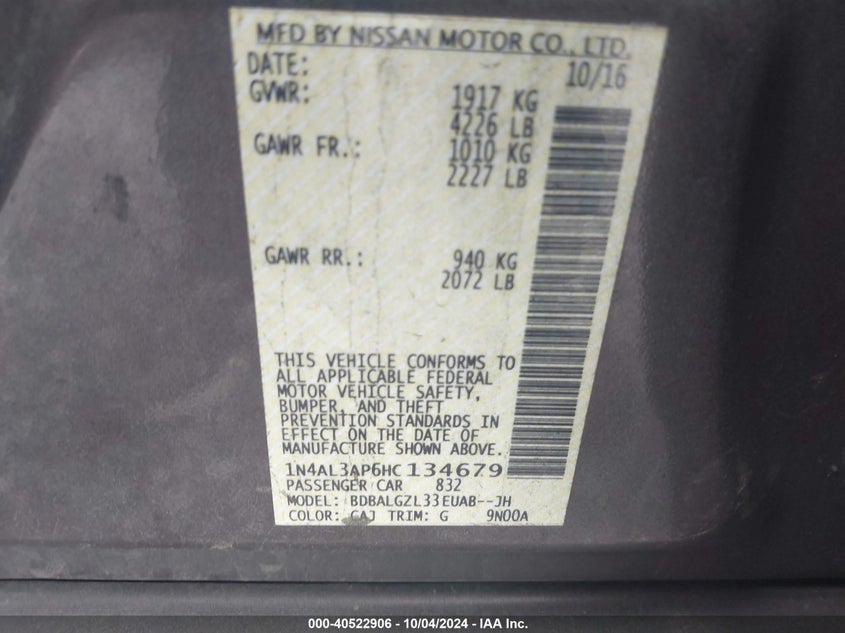 MFD BY NISSAN MOTOR CO., LTD.
DATE: 10/16
GVWR: 1917 KG
4226 LB
GAWR FR.: 1010 KG
2227 LB
GAWR RR.: 940 KG
2072 LB
THIS VEHICLE CONFORMS TO
ALL APPLICABLE FEDERAL
MOTOR VEHICLE SAFETY,
BUMPER, AND THEFT
PREVENTION STANDARDS IN
EFFECT ON THE DATE OF
MANUFACTURE SHOWN ABOVE.
1N4AL3AP6HC134679
PASSENGER CAR 832
MODEL: BDBALGZL33EUAB--JH
COLOR: CAJ TRIM: G 9N00A
000-40522906 - 10/04/2024 - IAA Inc.